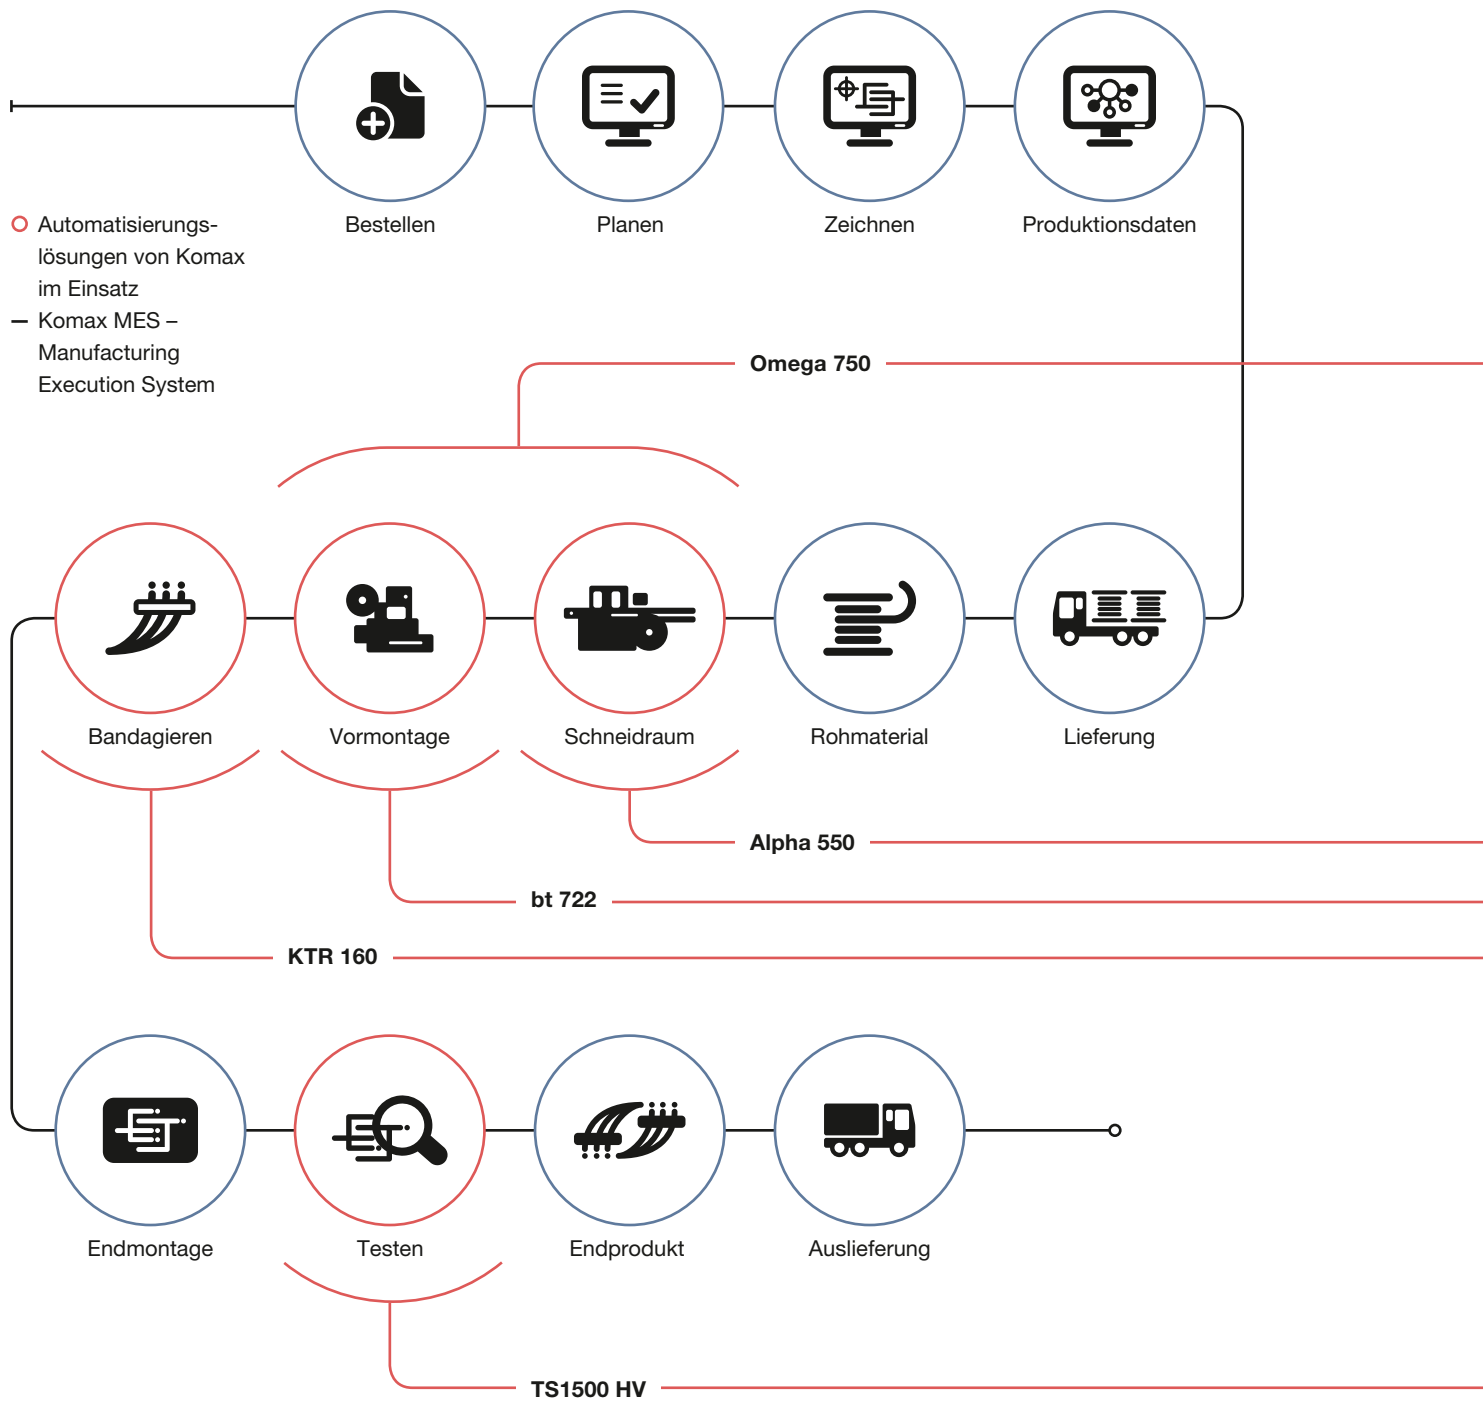 Bestellen
Planen
Zeichnen
Produktionsdaten
Automatisierungs-
lösungen von Komax
im Einsatz
Komax MES –
Manufacturing
Execution System
Omega 750
Bandagieren
Vormontage
Schneidraum
Rohmaterial
Lieferung
Alpha 550
bt 722
KTR 160
Endmontage
Testen
Endprodukt
Auslieferung
TS1500 HV